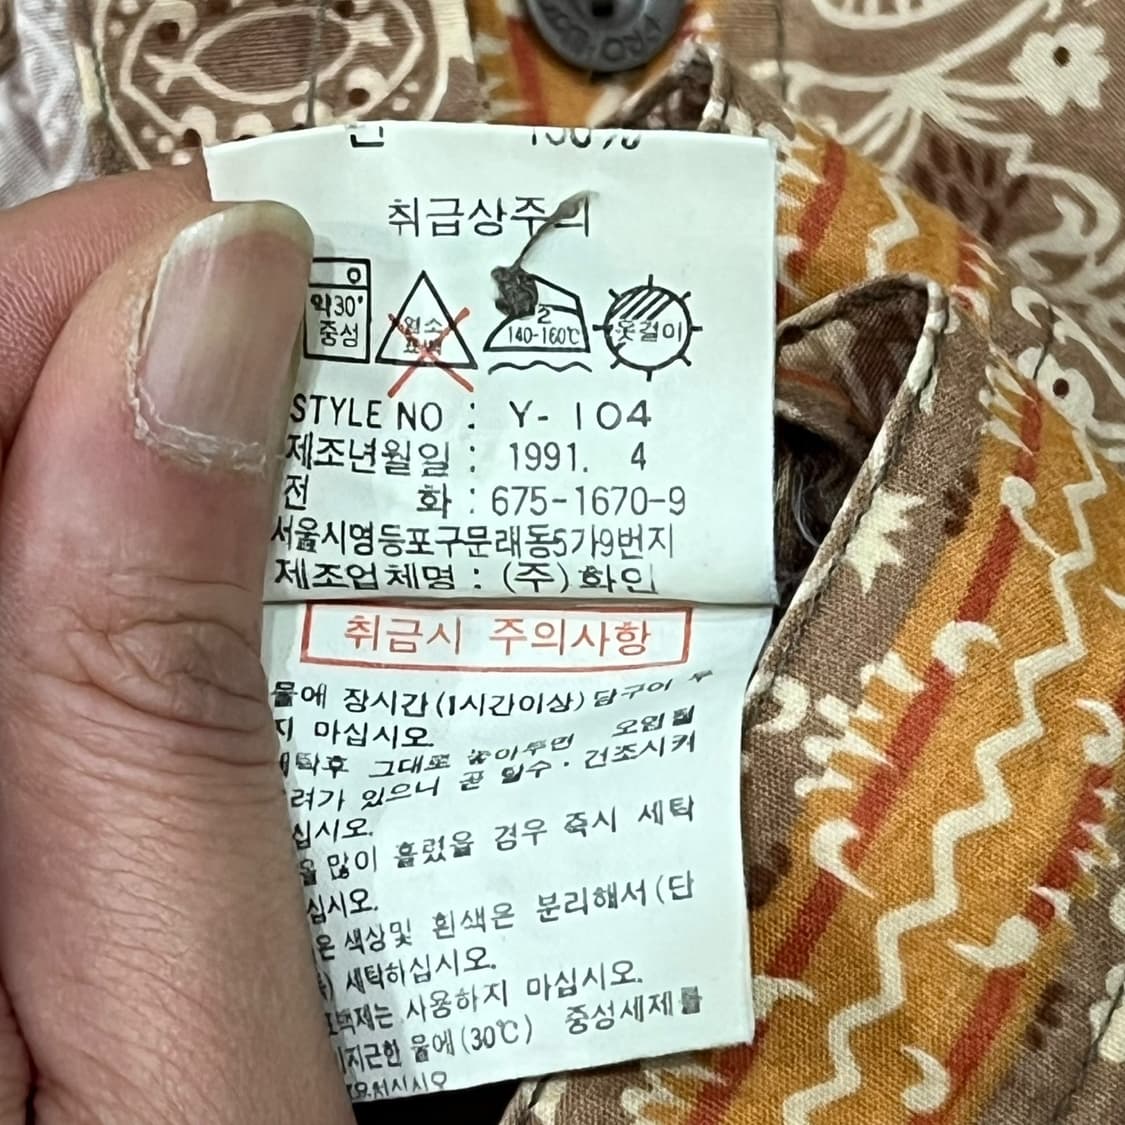 면 100%
취급상주의
약30° 중성
염소 표백
2
140-160℃
옷걸이
STYLE NO : Y-104
제조년월일 : 1991. 4
전 화 : 675-1670-9
서울시영등포구문래동5가9번지
제조업체명 : (주)화인
취급시 주의사항
물에 장시간(1시간이상)담구어 두
지 마십시오.
그대로 놓아두면 오염될
려가 있으니 곧 탈수·건조시켜
십시오.
을 많이 흘렸을 경우 즉시 세탁
십시오.
은 색상및 흰색은 분리해서(단
세탁하십시오.
표백제는 사용하지 마십시오.
미지근한 물에(30℃) 중성세제를